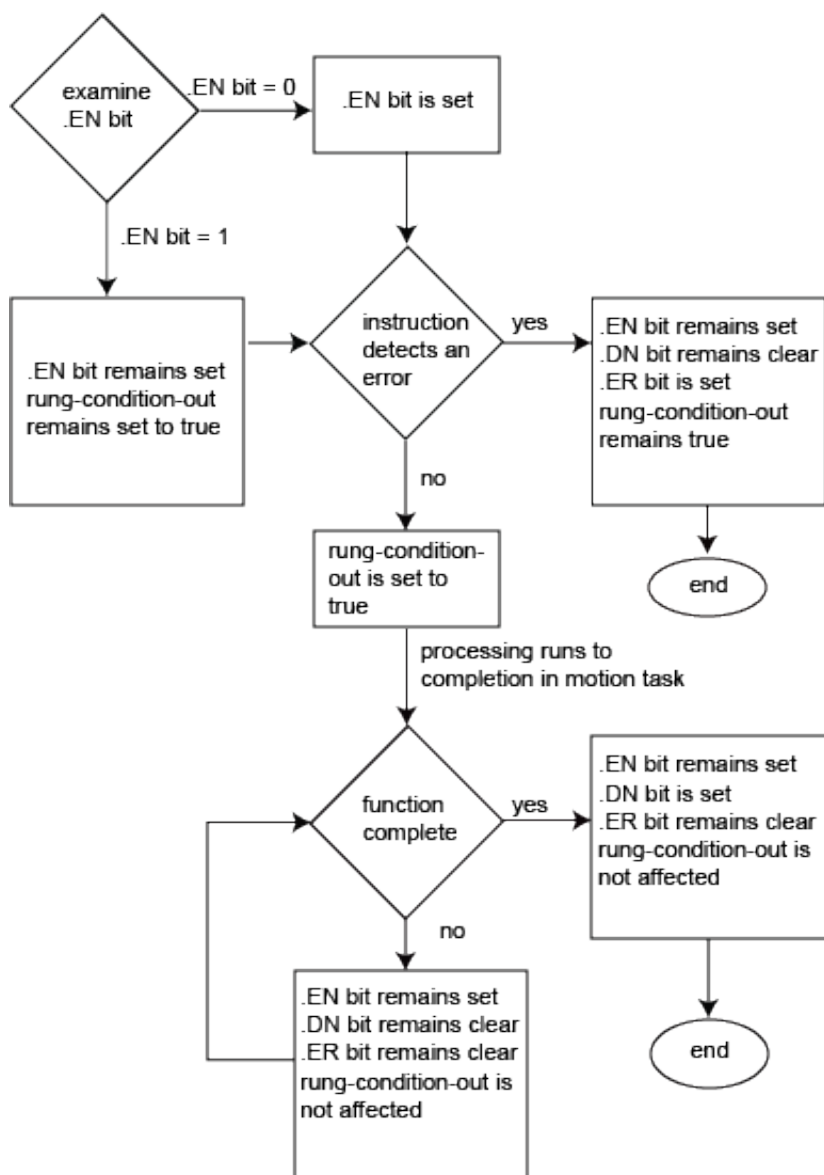 examine
.EN bit
.EN bit = 0
.EN bit is set
.EN bit = 1
.EN bit remains set
rung-condition-out
remains set to true
instruction
detects an
error
yes
.EN bit remains set
.DN bit remains clear
.ER bit is set
rung-condition-out
remains true
end
no
rung-condition-
out is set to
true
processing runs to
completion in motion task
function
complete
yes
.EN bit remains set
.DN bit is set
.ER bit remains clear
rung-condition-out is
not affected
end
no
.EN bit remains set
.DN bit remains clear
.ER bit remains clear
rung-condition-out is
not affected